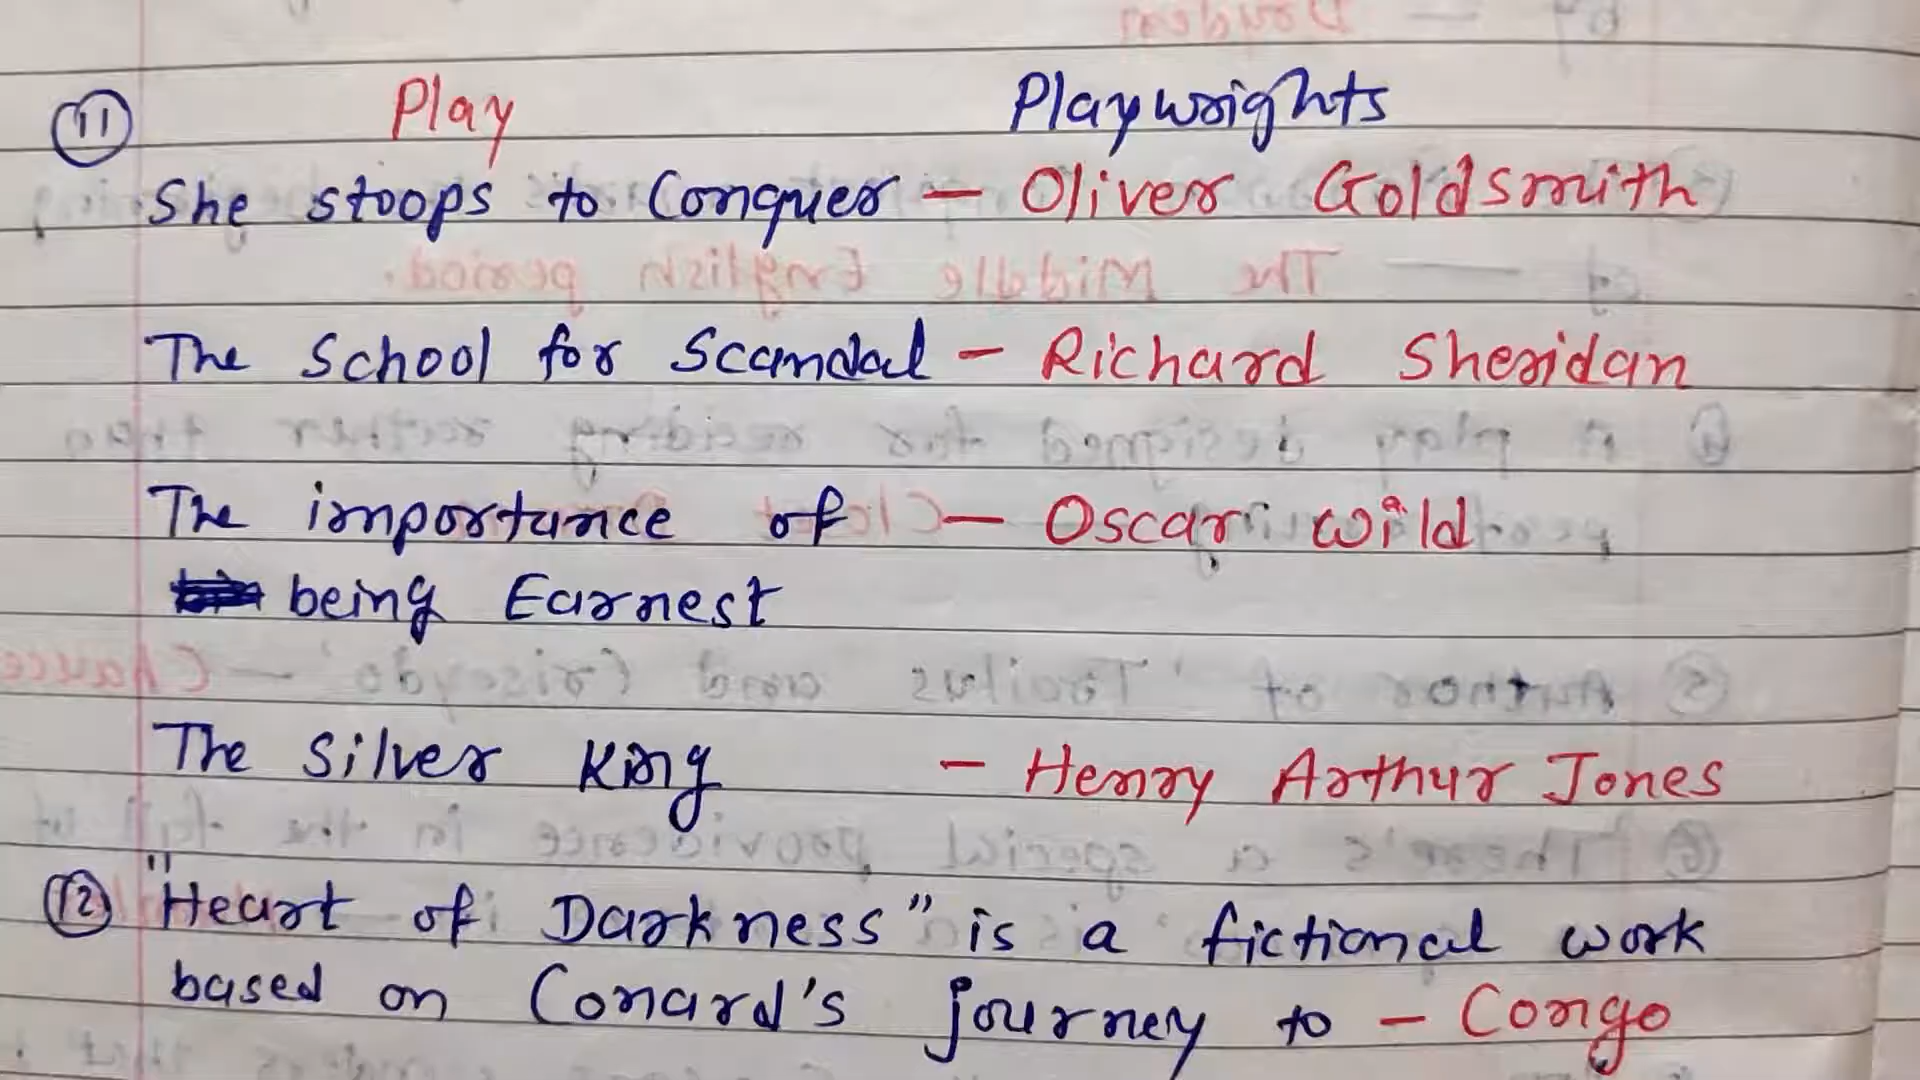 11 Play Playwrights
She stoops to Conquer - Oliver Goldsmith
The School for Scandal - Richard Sheridan
The importance of - Oscar wild
being Earnest
The Silver King - Henry Arthur Jones
12 "Heart of Darkness" is a fictional work
based on Conard's journey to - Congo